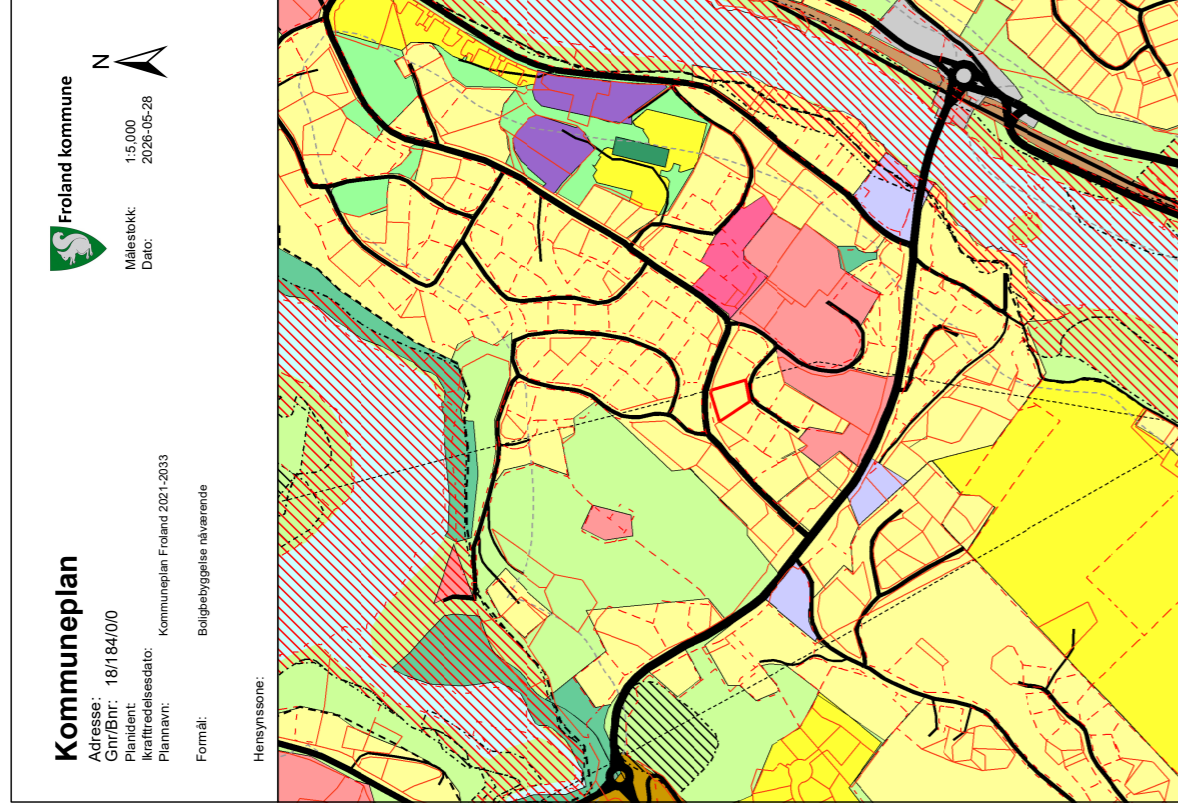 Kommuneplan
Adresse:
Gnr/Bnr: 18/184/0/0
Planident:
Ikrafttredelsesdato:
Plannavn: Kommuneplan Froland 2021-2033
Formål: Boligbebyggelse nåværende
Hensynssone:
Froland kommune
Målestokk: 1:5,000
Dato: 2026-05-28
N